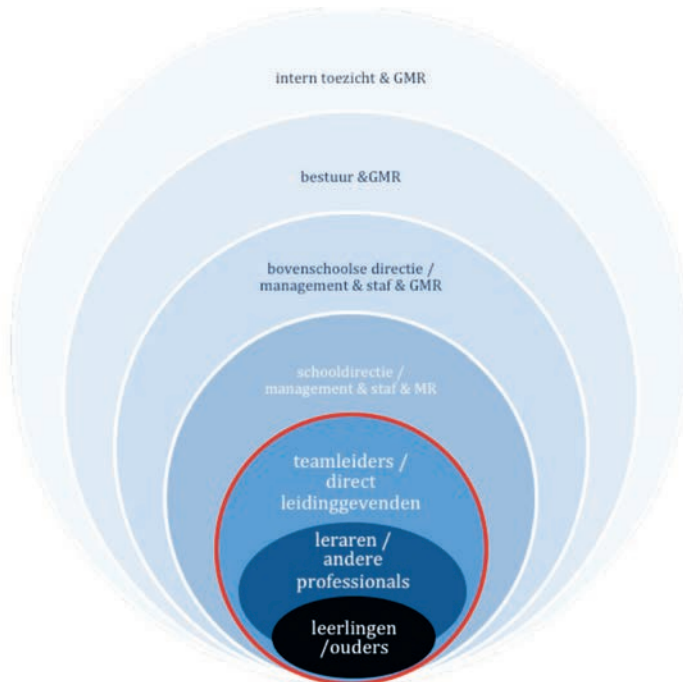 intern toezicht & GMR
bestuur &GMR
bovenschoolse directie /
management & staf & GMR
schooldirectie /
management & staf & MR
teamleiders /
direct
leidinggevenden
leraren /
andere
professionals
leerlingen
/ouders